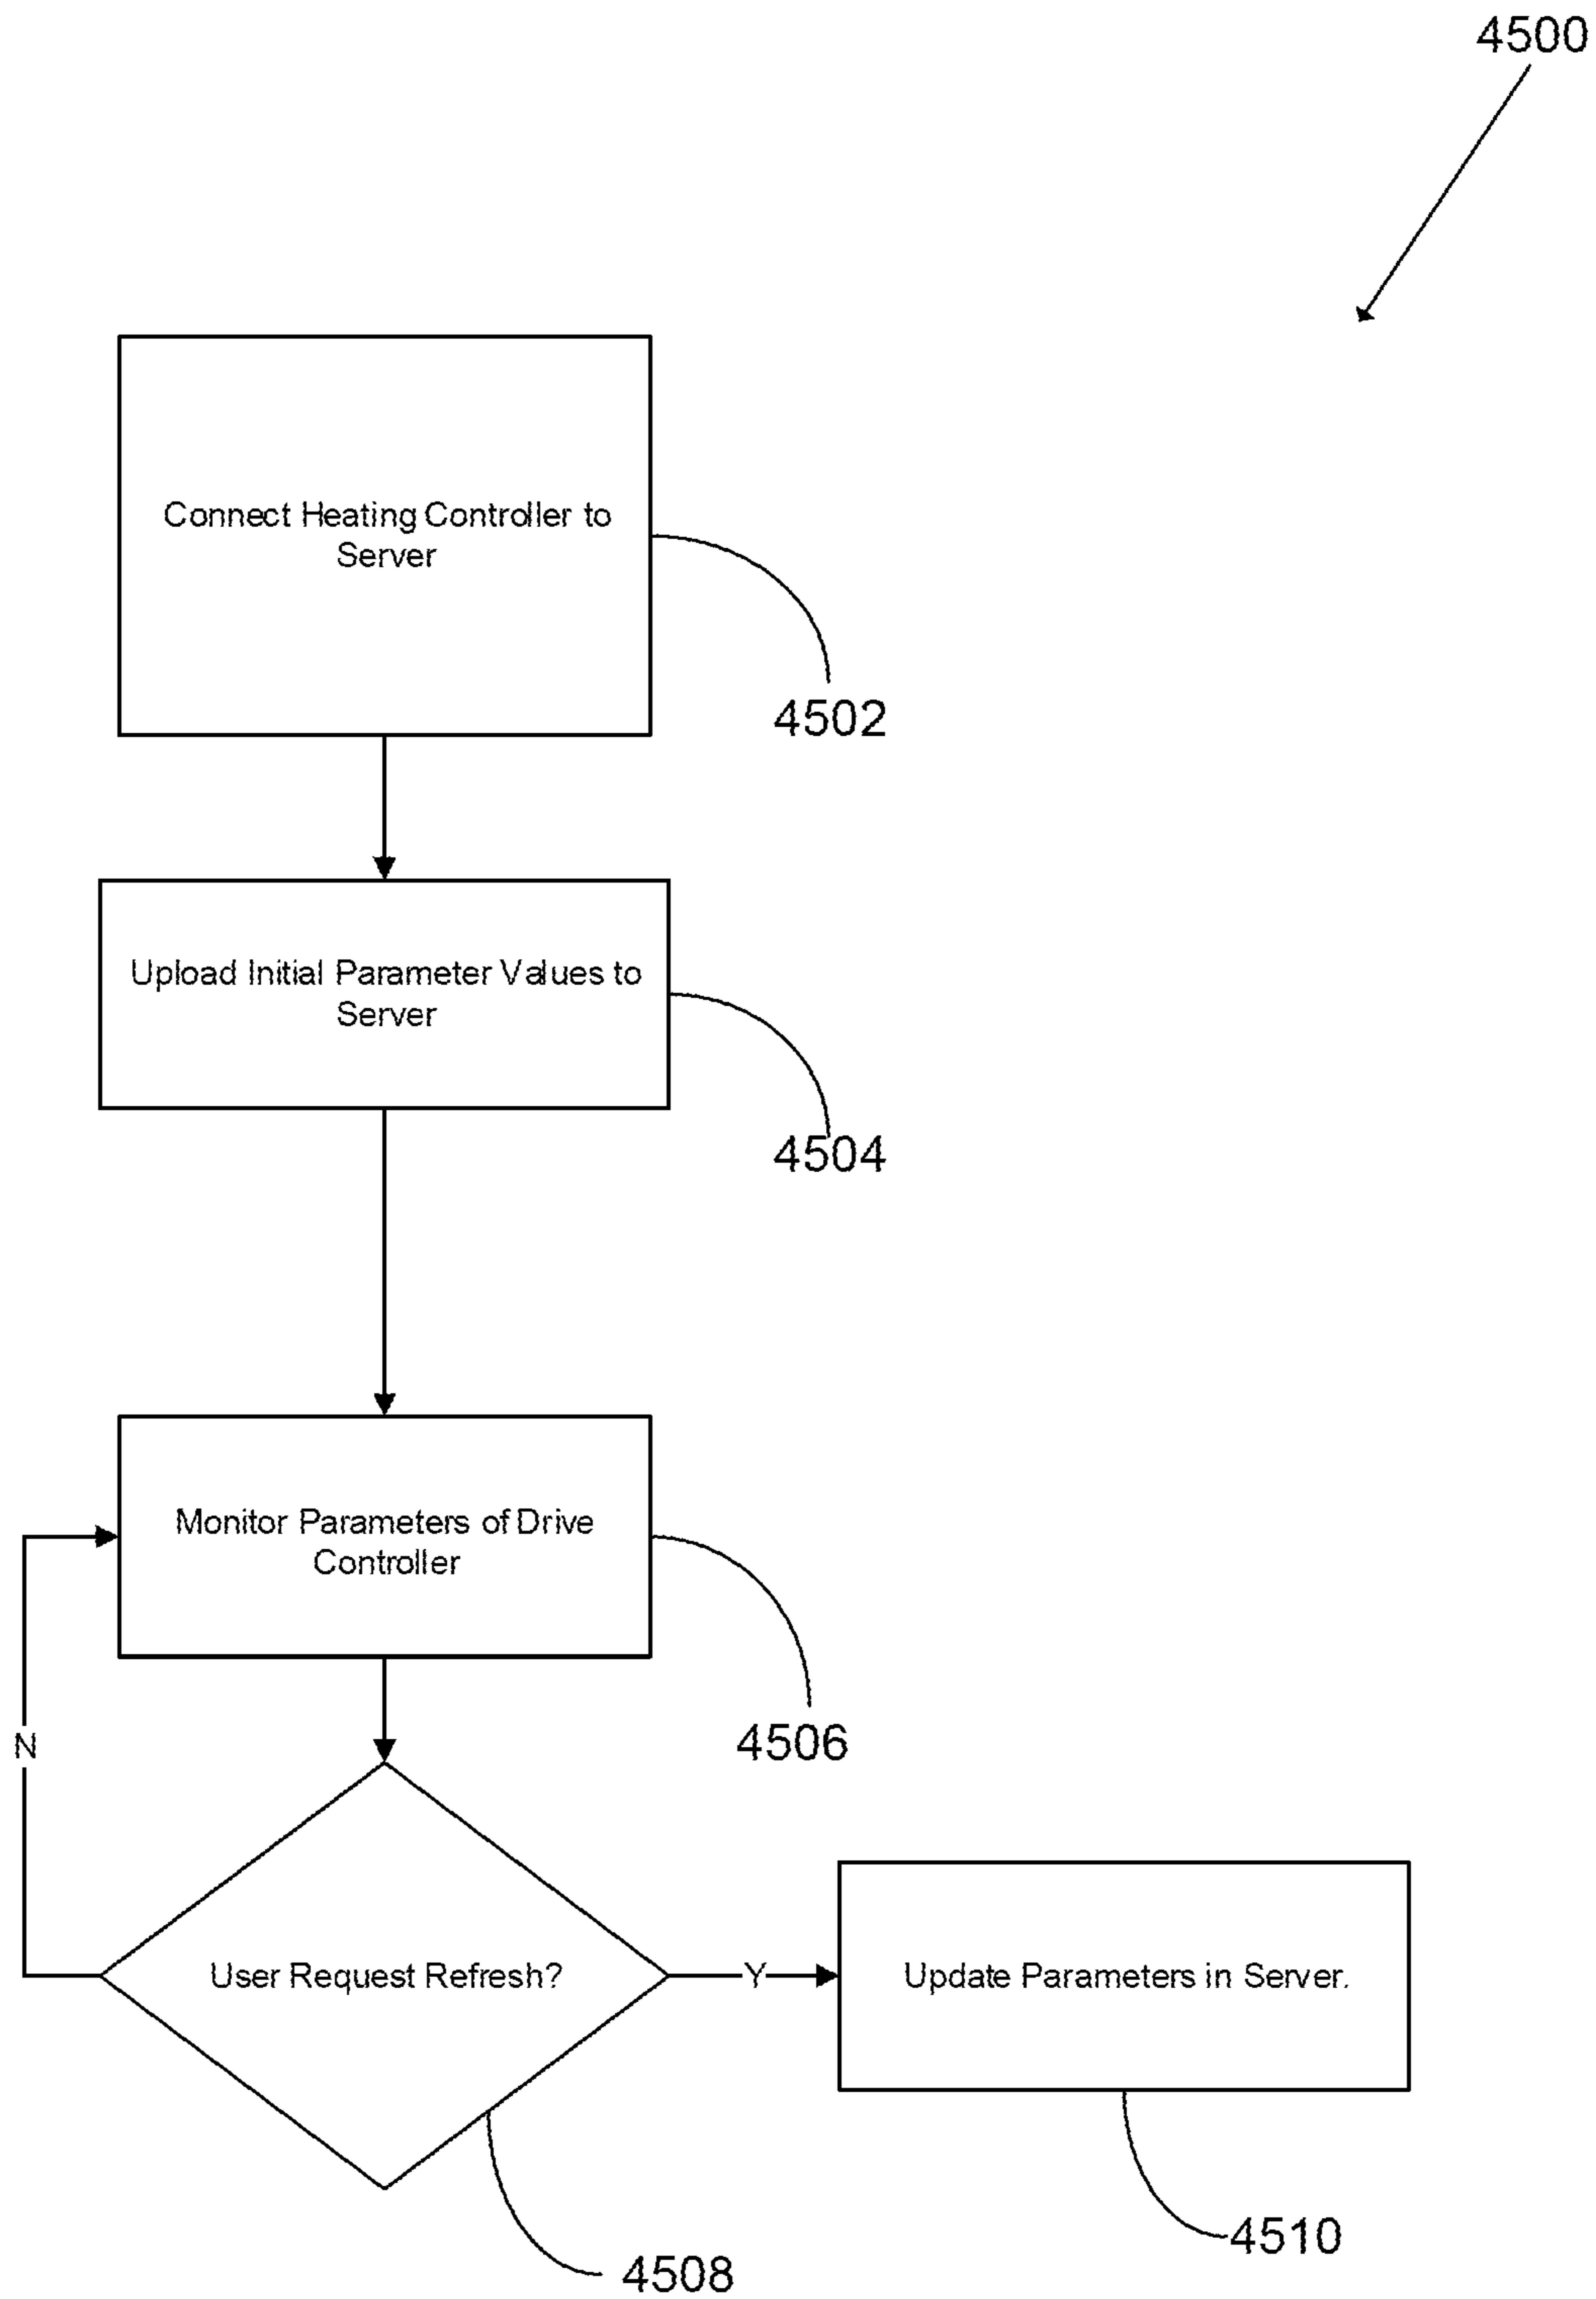 4500
Connect Heating Controller to
Server
4502
Upload Initial Parameter Values to
Server
4504
Monitor Parameters of Drive
Controller
4506
N
User Request Refresh?
Y
Update Parameters in Server.
4510
4508